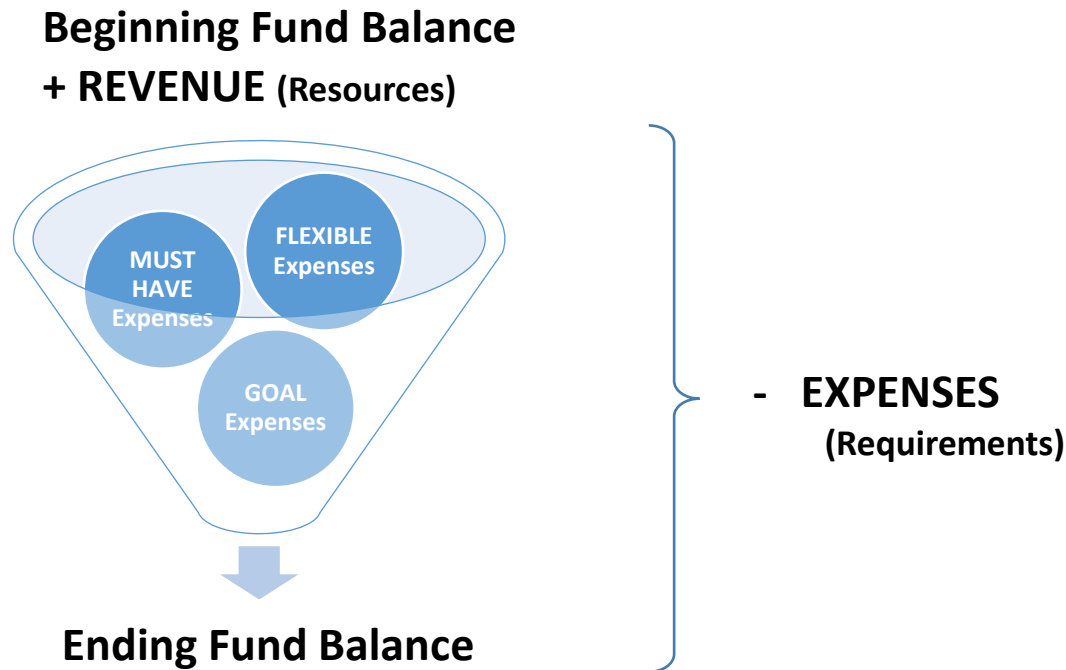 Beginning Fund Balance
+ REVENUE (Resources)
FLEXIBLE
Expenses
MUST
HAVE
Expenses
GOAL
Expenses
- EXPENSES
(Requirements)
Ending Fund Balance